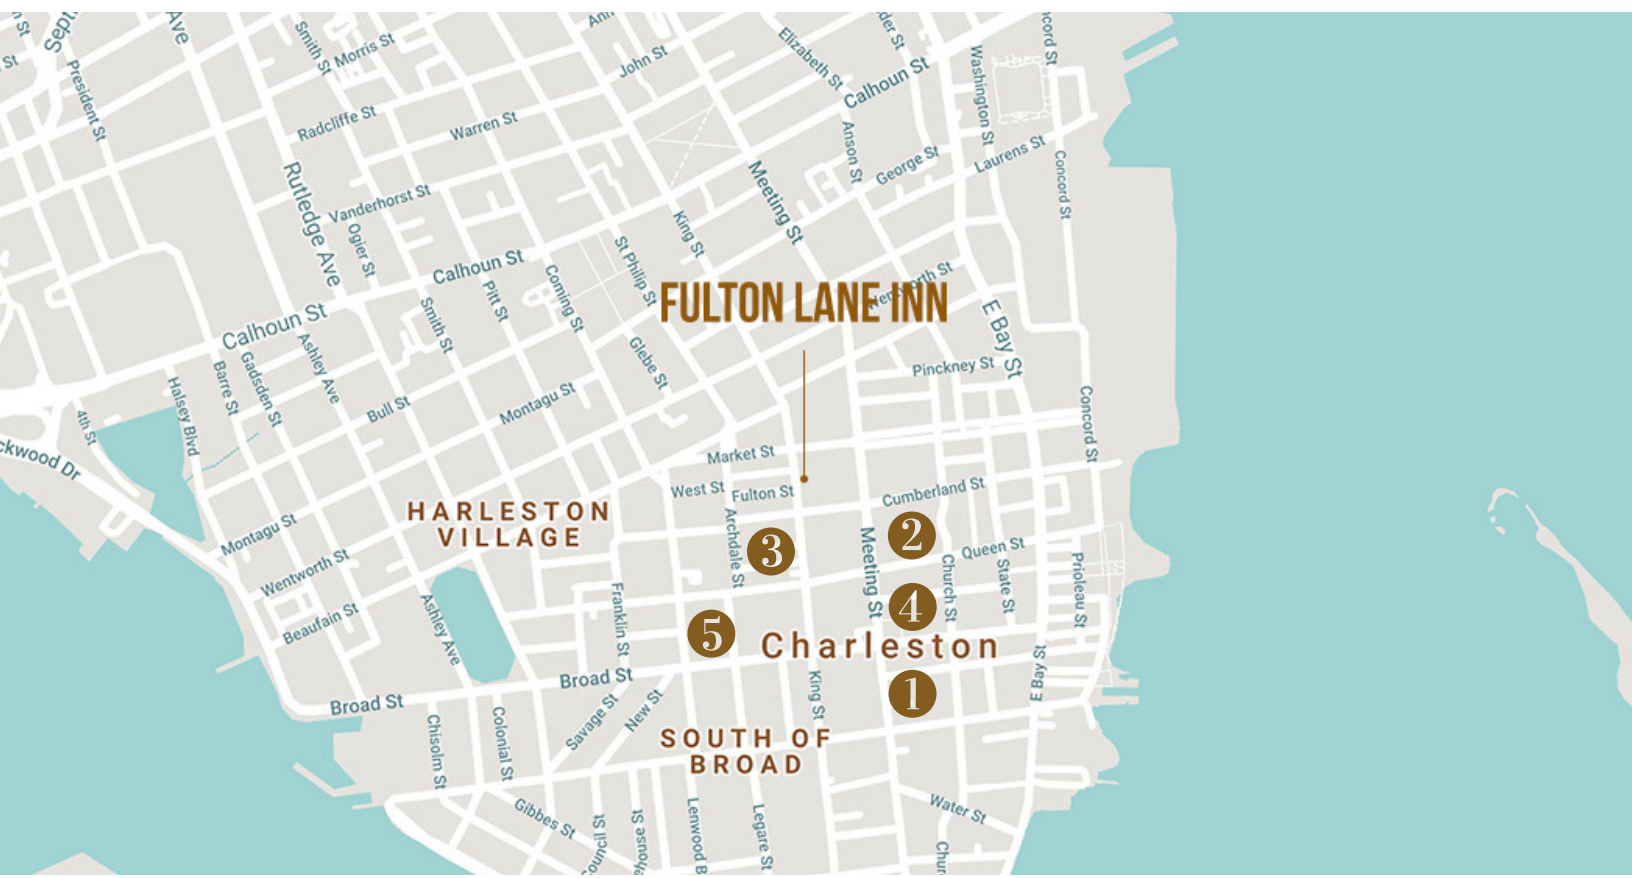 Ave
Smith St
Morris St
John St
Elizabeth St
Calhoun St
Washington St
President St
Radcliffe St
Warren St
Anson St
George St
Laurens St
Concord St
Rutledge Ave
Vanderhorst St
Meeting St
Ogier St
King St
Calhoun St
St Philip St
Coming St
Pitt St
Smith St
FULTON LANE INN
E Bay St
Calhoun St
Ashley Ave
Barre St
Gadsden St
Halsey Blvd
Glebe St
Pinckney St
Bull St
Montagu St
Concord St
4th St
Market St
West St
Fulton St
Cumberland St
HARLESTON
VILLAGE
Archdale St
3
2
Meeting St
Queen St
Church St
State St
Prioleau St
Montagu St
Wentworth St
Beaufain St
Ashley Ave
Franklin St
4
5
Charleston
Broad St
Broad St
1
King St
E Bay St
Savage St
New St
Chisolm St
Colonial St
SOUTH OF
BROAD
Gibbes St
Legare St
Water St